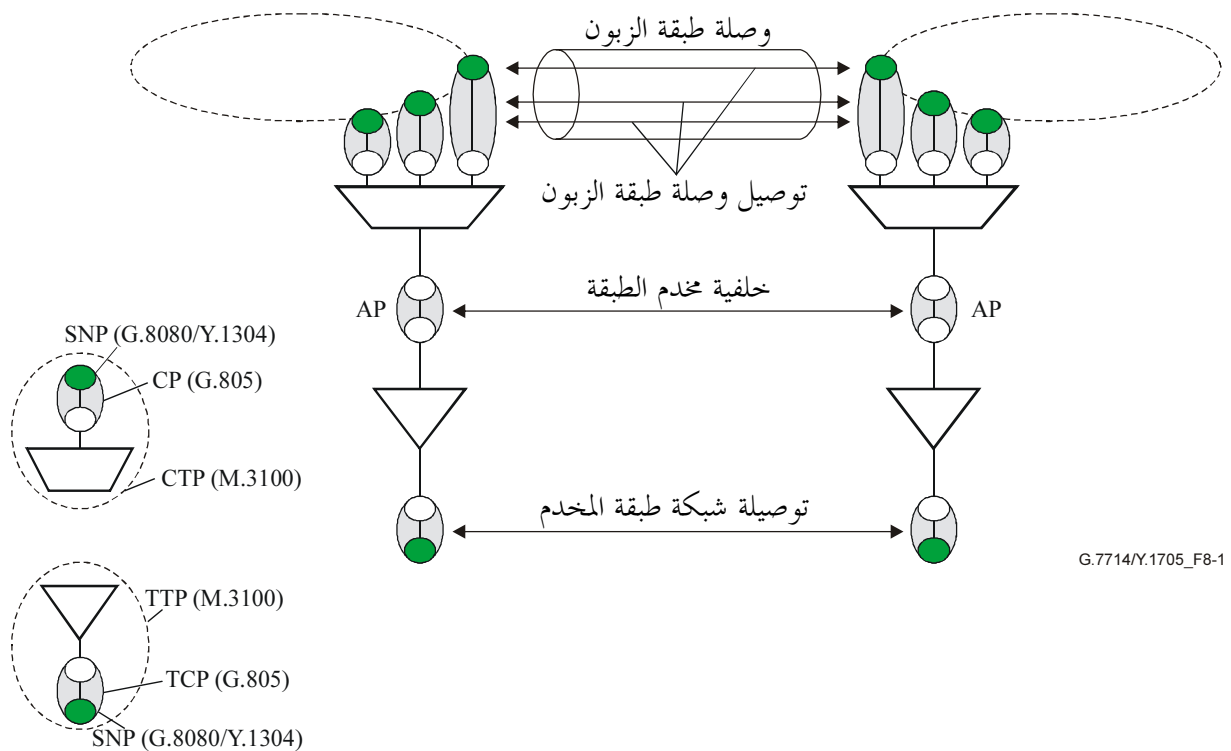 وصلة طبقة الزبون
توصيل وصلة طبقة الزبون
خلفية مخدم الطبقة
AP
AP
SNP (G.8080/Y.1304)
CP (G.805)
CTP (M.3100)
توصيلة شبكة طبقة المخدم
G.7714/Y.1705_F8-1
TTP (M.3100)
TCP (G.805)
SNP (G.8080/Y.1304)